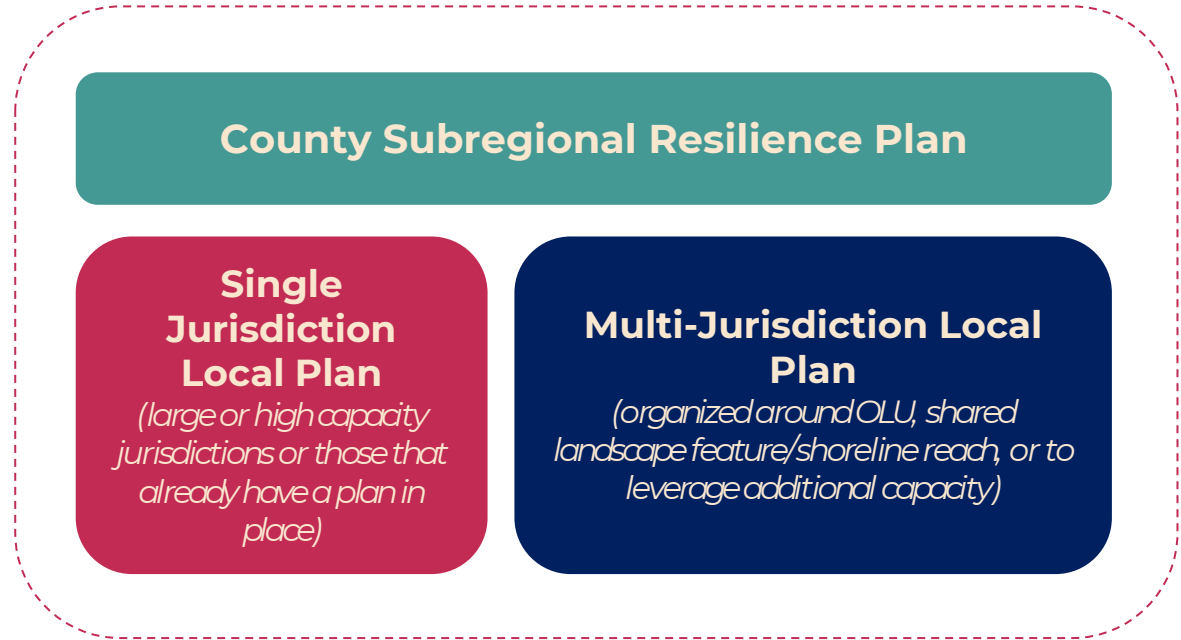 County Subregional Resilience Plan
Single
Jurisdiction
Local Plan
(large or high capacity
jurisdictions or those that
already have a plan in
place)
Multi-Jurisdiction Local
Plan
(organized around OLU, shared
landscape feature/shoreline reach, or to
leverage additional capacity)